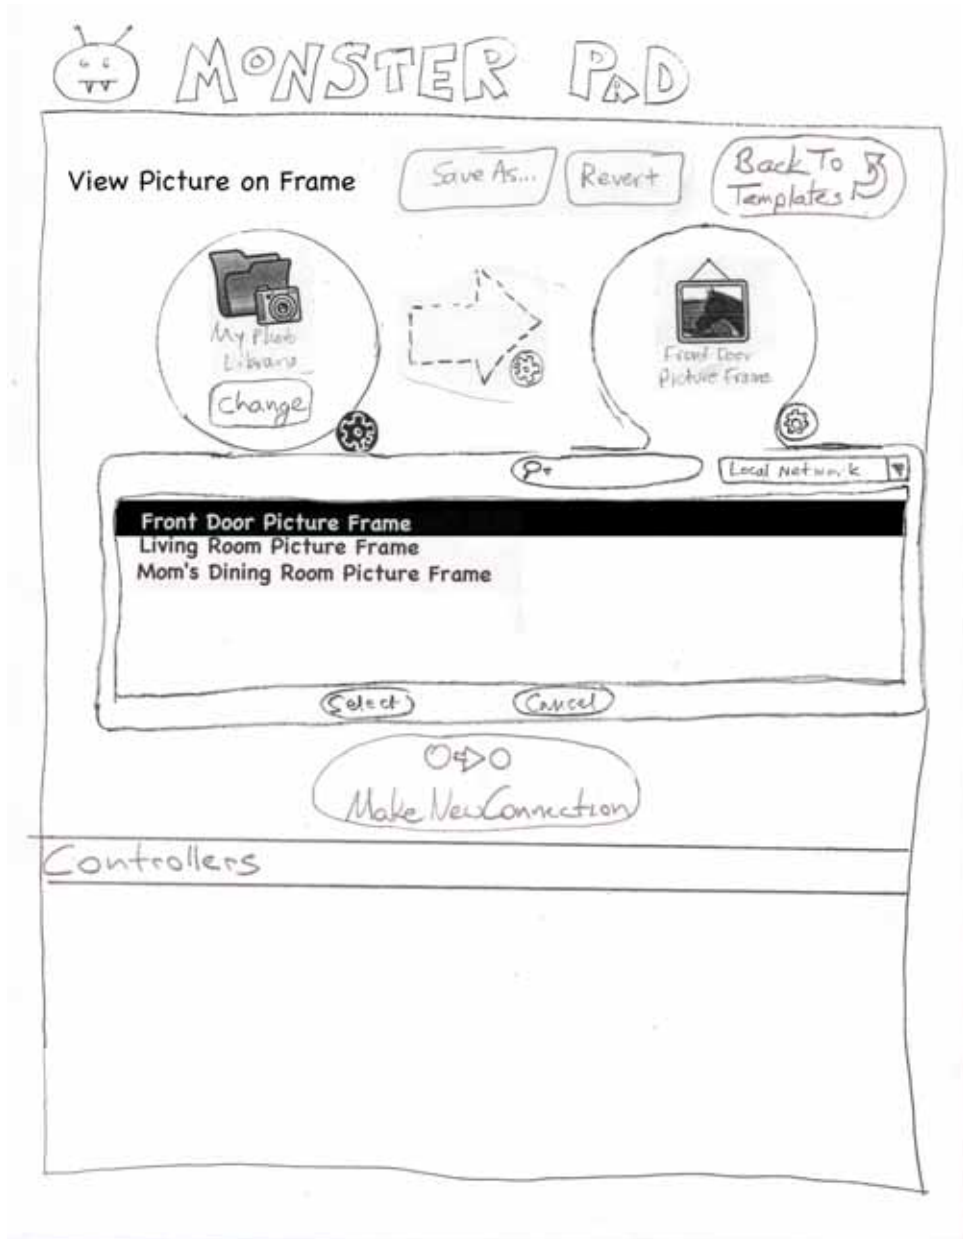 MONSTER PAD
View Picture on Frame
Save As...
Revert
Back To
Templates
My Photo
Library
Change
Front Door
Picture Frame
Local Network
Front Door Picture Frame
Living Room Picture Frame
Mom's Dining Room Picture Frame
Select
Cancel
Make New Connection
Controllers